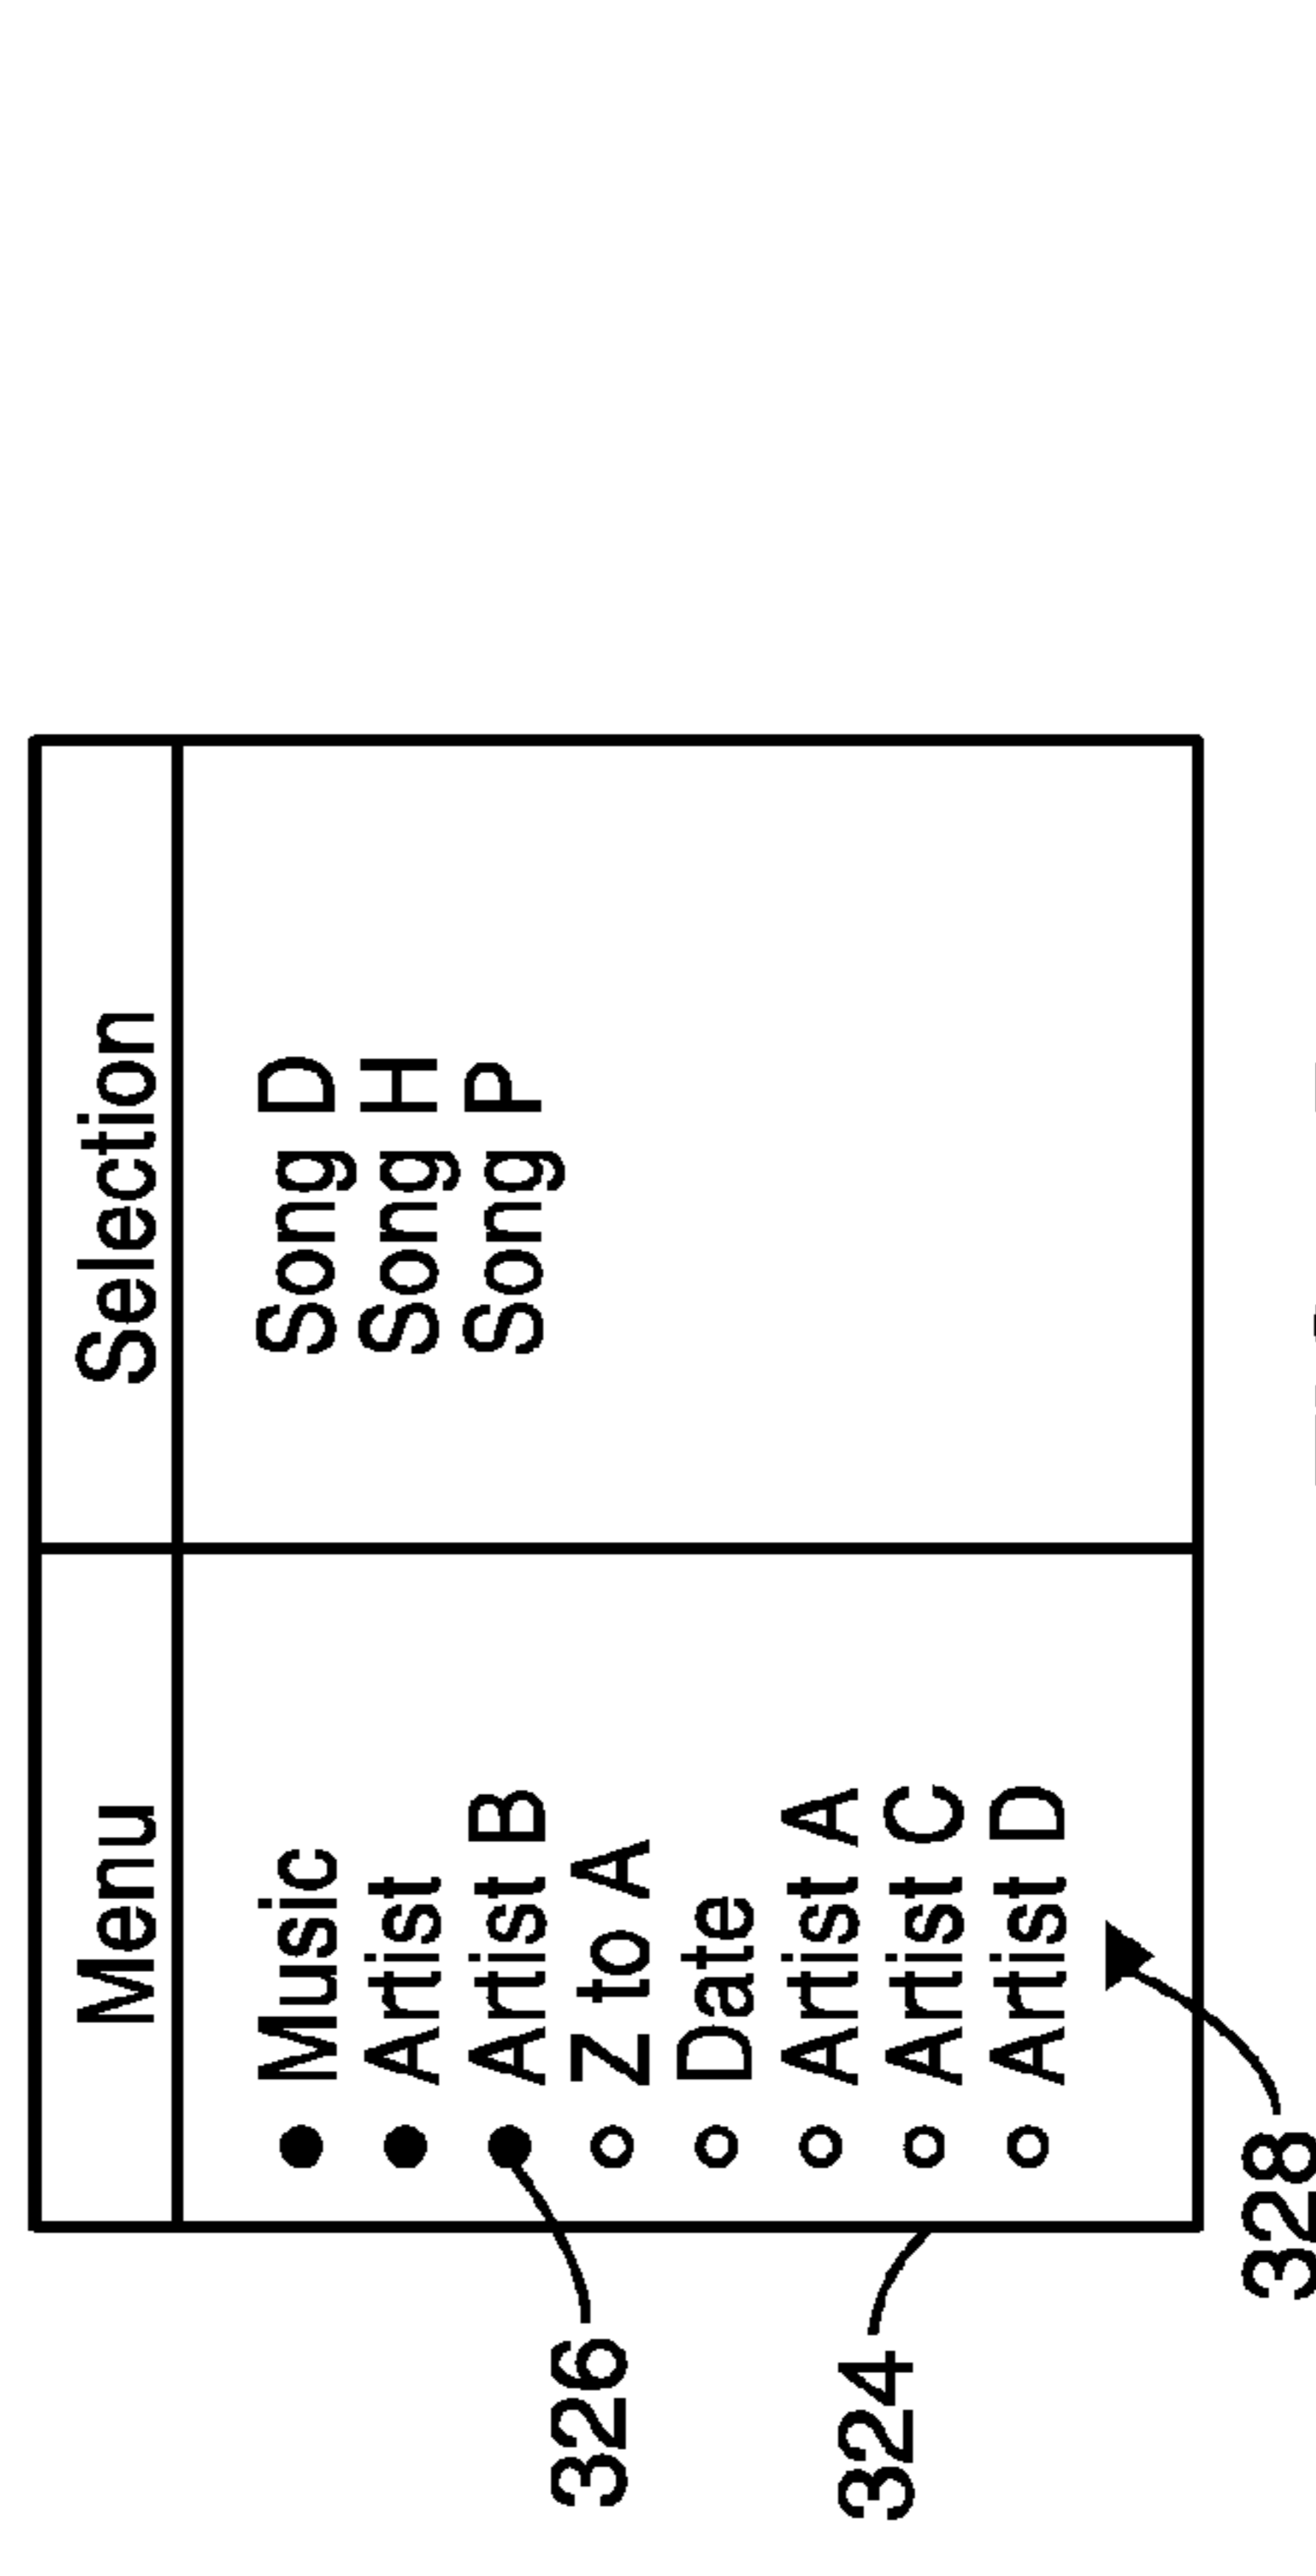 Menu Selection
Music Song D
Artist Song H
Artist B Song P
Z to A
Date
Artist A
Artist C
Artist D
326
324
328